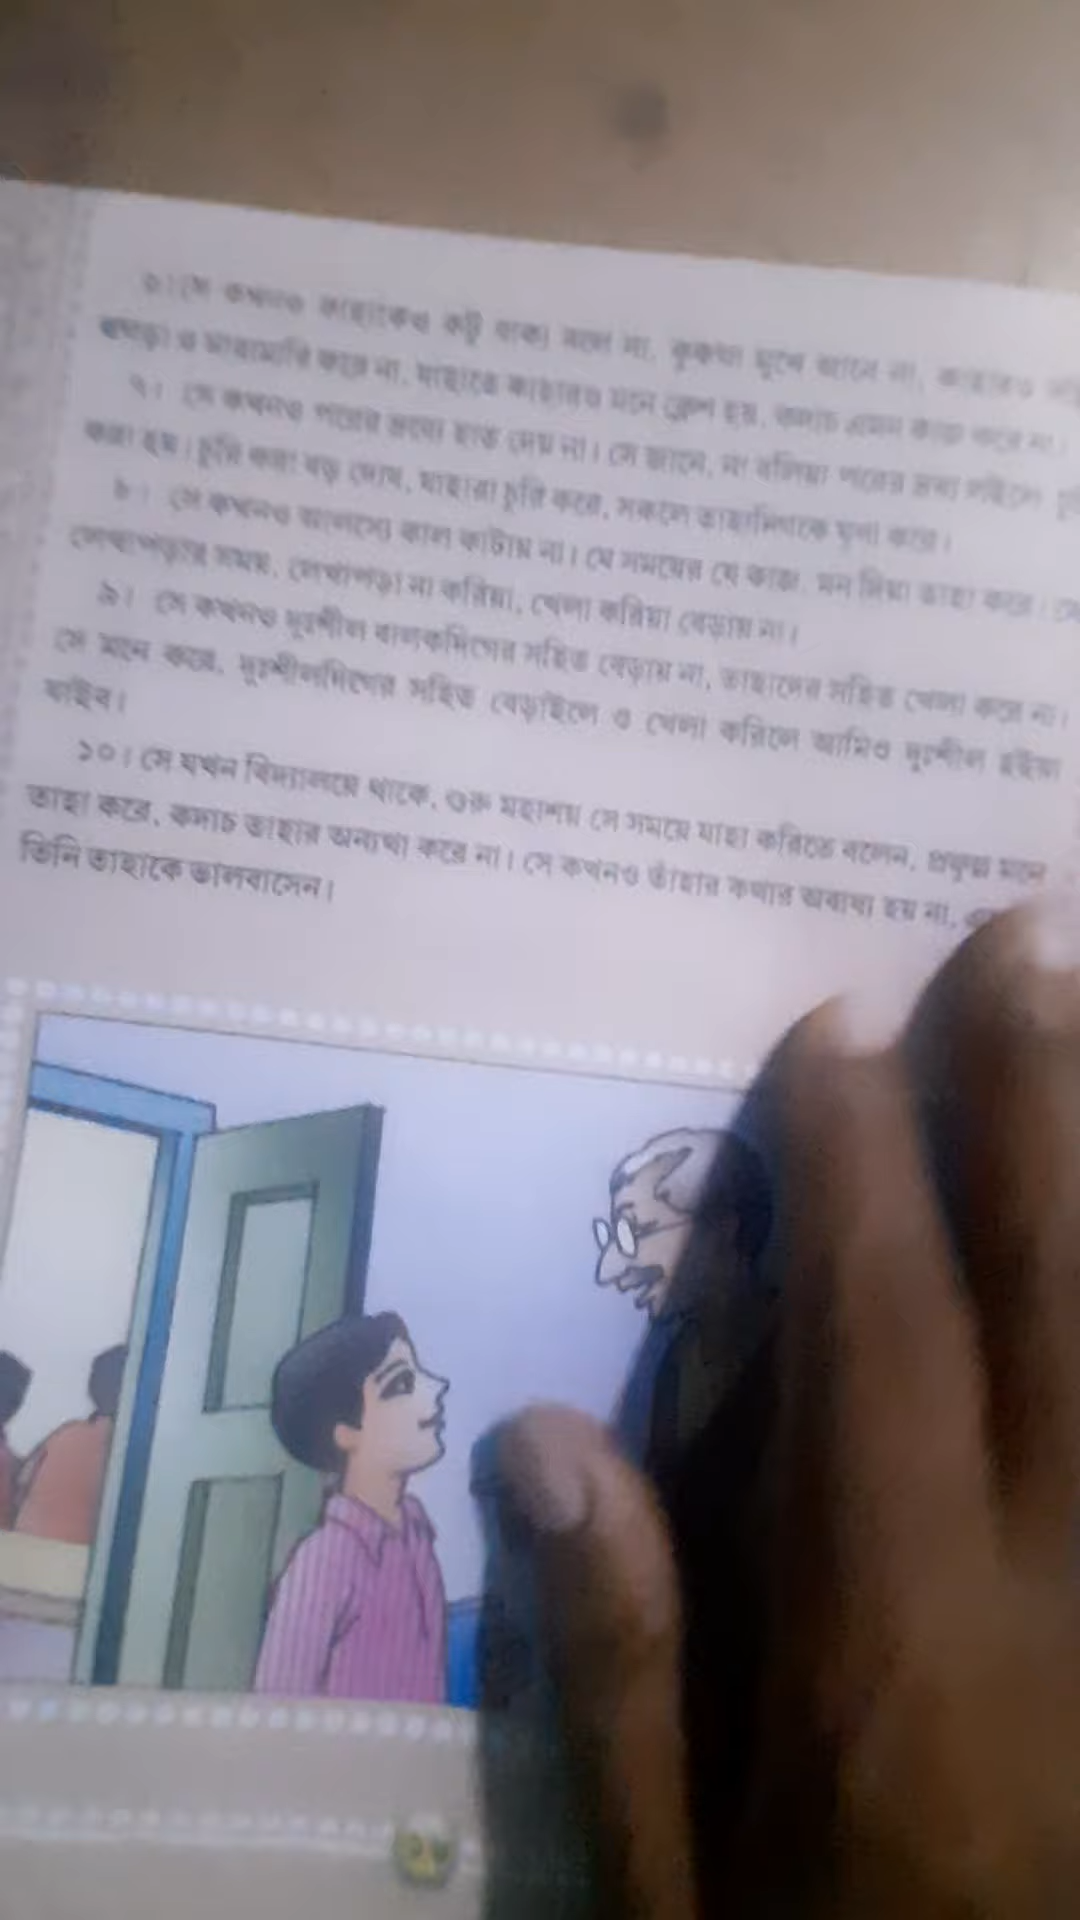 ৬। সে কখনও কাহাকেও কটু বাক্য বলে না, কুকথা মুখে আনে না, কাহারও
ঝগড়া ও মারামারি করে না, যাহাতে কাহারও মনে ক্লেশ হয়, কদাচ এমন কাজ করে না।
৭। সে কখনও পরের দ্রব্যে হাত দেয় না। সে জানে, না বলিয়া পরের দ্রব্য লইলে
করা হয়। চুরি করা বড় দোষ, যাহারা চুরি করে, সকলে তাহাদিগকে ঘৃণা করে।
৮। সে কখনও আলস্যে কাল কাটায় না। যে সময়ের যে কাজ, মন দিয়া তাহা করে।
লেখাপড়ার সময়, লেখাপড়া না করিয়া, খেলা করিয়া বেড়ায় না।
৯। সে কখনও দুঃশীল বালকদিগের সহিত বেড়ায় না, তাহাদের সহিত খেলা করে না।
সে মনে করে, দুঃশীলদিগের সহিত বেড়াইলে ও খেলা করিলে আমিও দুঃশীল হইয়া
যাইব।
১০। সে যখন বিদ্যালয়ে থাকে, গুরু মহাশয় সে সময়ে যাহা করিতে বলেন, প্রফুল্ল মনে
তাহা করে, কদাচ তাহার অন্যথা করে না। সে কখনও তাঁহার কথার অবাধ্য হয় না,
তিনি তাহাকে ভালবাসেন।